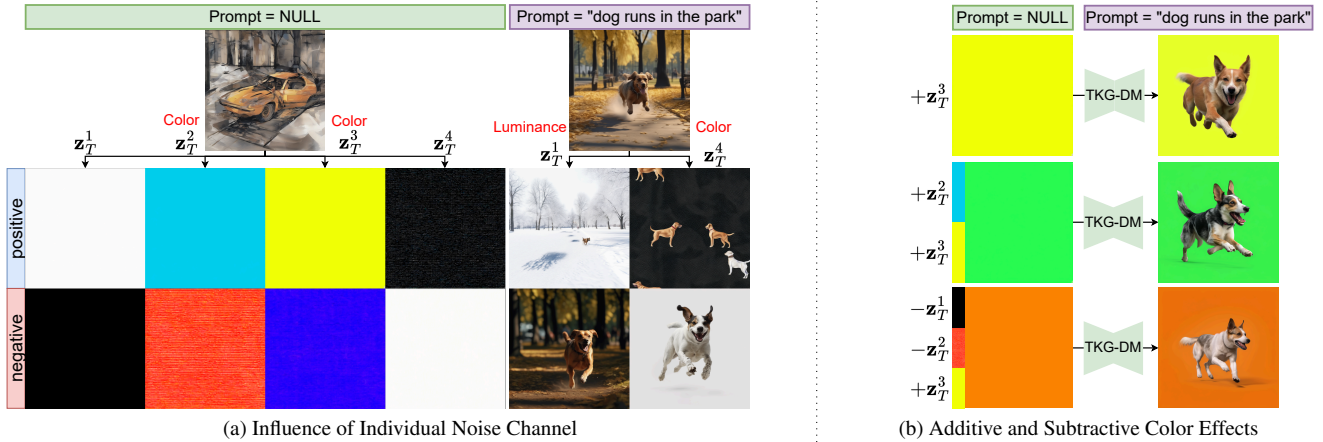 Prompt = NULL
Prompt = "dog runs in the park"
Color
Color
Luminance
Color
z_T^1
z_T^2
z_T^3
z_T^4
z_T^1
z_T^4
positive
negative
(a) Influence of Individual Noise Channel
Prompt = NULL
Prompt = "dog runs in the park"
+z_T^3
TKG-DM
+z_T^2
+z_T^3
TKG-DM
−z_T^1
−z_T^2
+z_T^3
TKG-DM
(b) Additive and Subtractive Color Effects